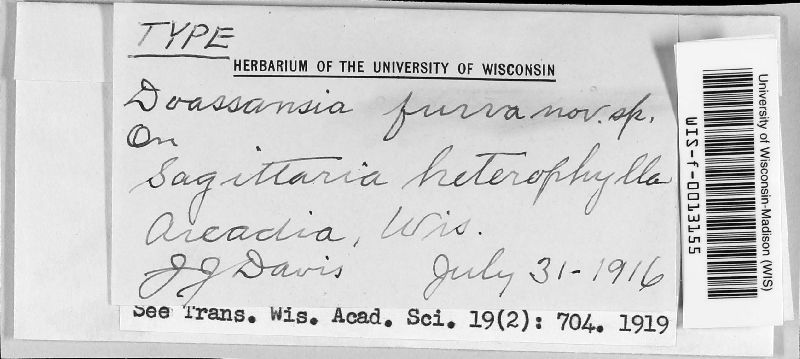 TYPE
HERBARIUM OF THE UNIVERSITY OF WISCONSIN
Doassansia furva nov. sp.
On
Sagittaria heterophylla
Arcadia, Wis.
J J Davis July 31-1916
See Trans. Wis. Acad. Sci. 19(2): 704. 1919
University of Wisconsin-Madison (WIS)
WIS-f-0013155